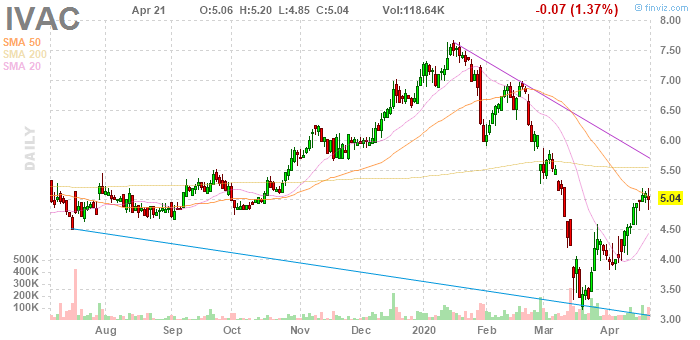 IVAC
Apr 21 O:5.06 H:5.20 L:4.85 C:5.04 Vol:118.64K -0.07 (1.37%)
© finviz.com
SMA 50
SMA 200
SMA 20
DAILY
8.00
7.50
7.00
6.50
6.00
5.50
5.04
4.50
4.00
3.50
3.00
500K
400K
300K
200K
100K
Aug Sep Oct Nov Dec 2020 Feb Mar Apr